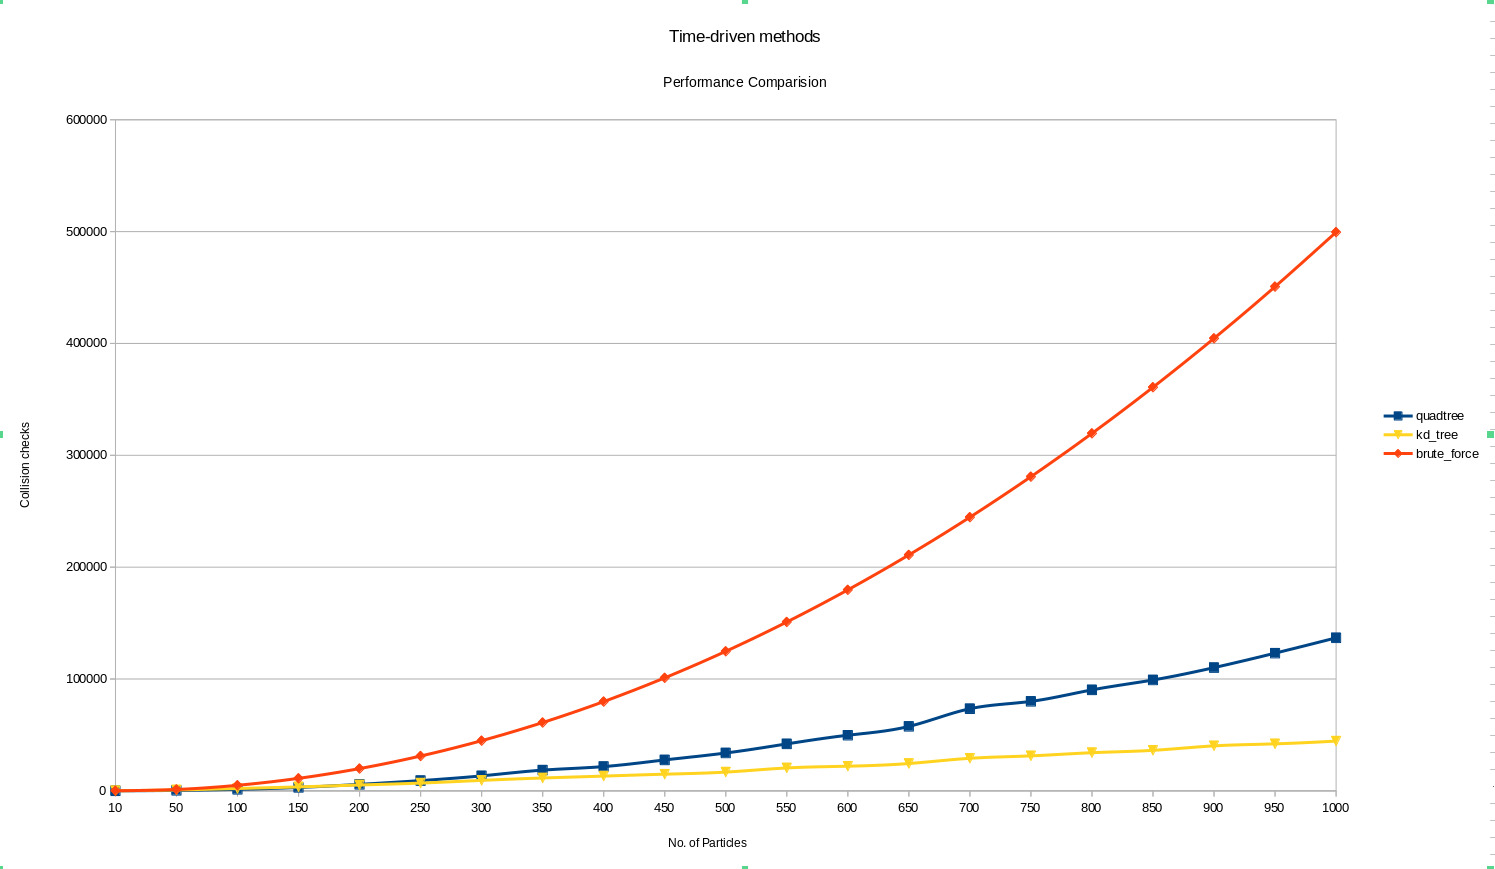 Time-driven methods
Performance Comparision
600000
500000
400000
300000
200000
100000
0
Collision checks
10 50 100 150 200 250 300 350 400 450 500 550 600 650 700 750 800 850 900 950 1000
No. of Particles
quadtree
kd_tree
brute_force